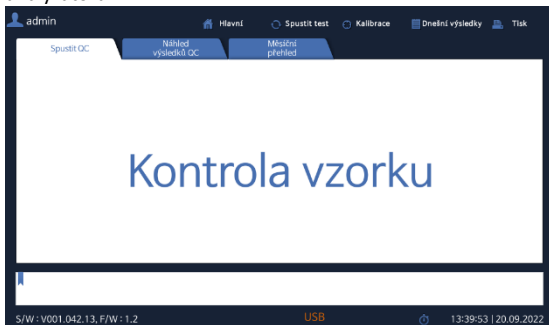 admin
Hlavní
Spustit test
Kalibrace
Dnelní výsledky
Tisk
Spustit QC
Náhled
výsledků QC
Měsíční
přehled
Kontrola vzorku
S/W : V001.042.13, F/W : 1.2
USB
13:39:53 | 20.09.2022